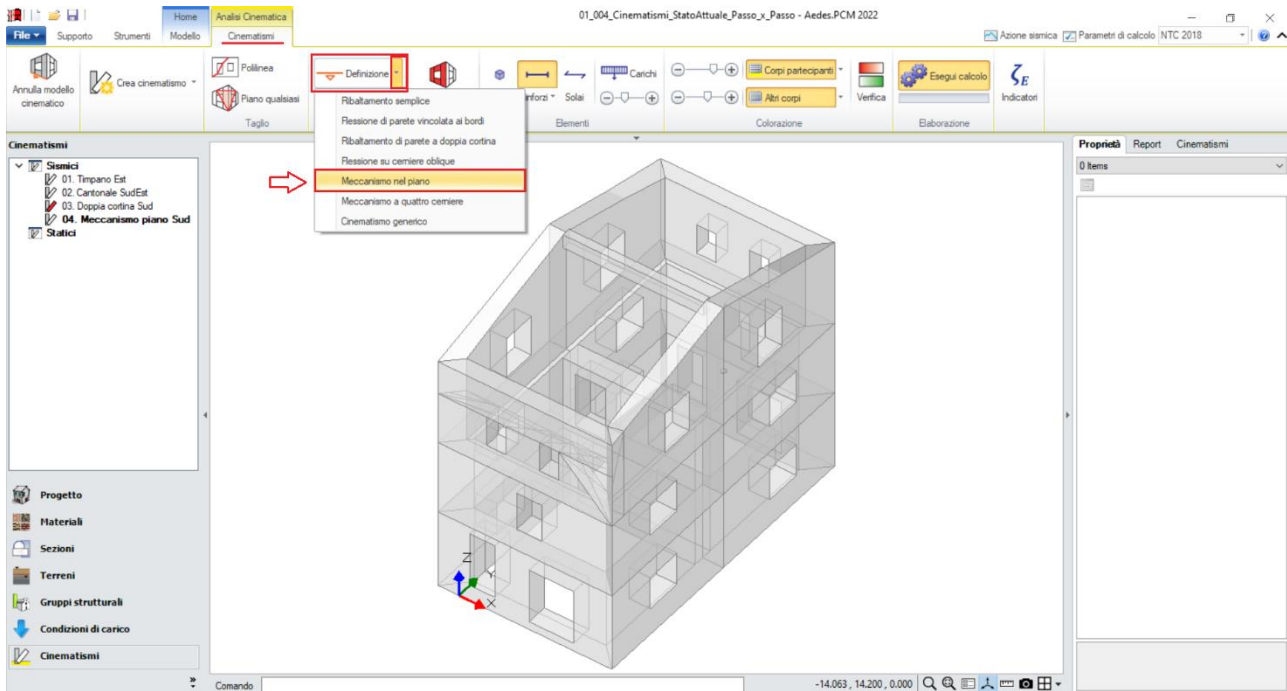 Home
Analisi Cinematica
01_004_Cinematismi_StatoAttuale_Passo_x_Passo - Aedes.PCM 2022
File
Supporto
Strumenti
Modello
Cinematismi
Azione sismica
Parametri di calcolo
NTC 2018
Annulla modello cinematico
Crea cinematismo
Polilinea
Piano qualsiasi
Taglio
Definizione
Ribaltamento semplice
Flessione di parete vincolata ai bordi
Ribaltamento di parete a doppia cortina
Flessione su cerniere oblique
Meccanismo nel piano
Meccanismo a quattro cerniere
Cinematismo generico
Solai
Carichi
Elementi
Corpi partecipanti
Altri corpi
Verifica
Colorazione
Esegui calcolo
Elaborazione
ζE
Indicatori
Cinematismi
Sismici
01. Timpano Est
02. Cantonale SudEst
03. Doppia cortina Sud
04. Meccanismo piano Sud
Statici
Progetto
Materiali
Sezioni
Terreni
Gruppi strutturali
Condizioni di carico
Cinematismi
Z
Y
X
Proprietà
Report
Cinematismi
0 Items
Comando
-14.063 , 14.200 , 0.000